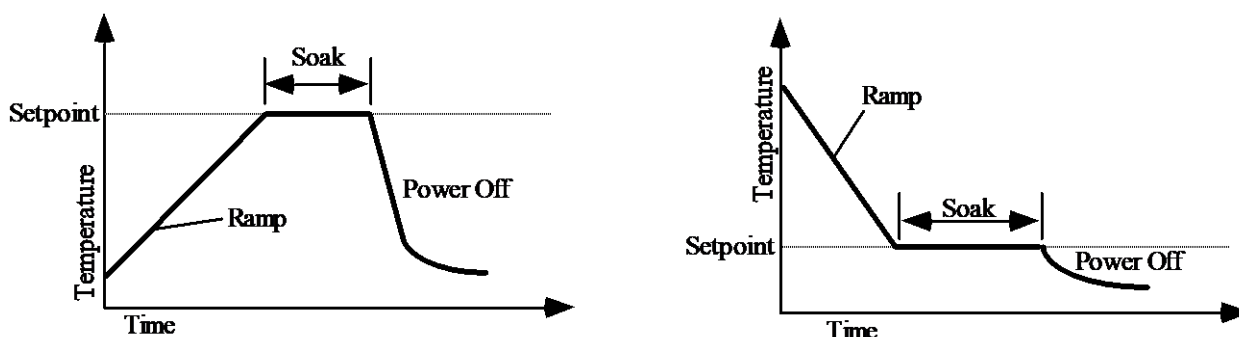 Soak
Setpoint
Temperature
Ramp
Power Off
Time
Temperature
Ramp
Soak
Setpoint
Power Off
Time